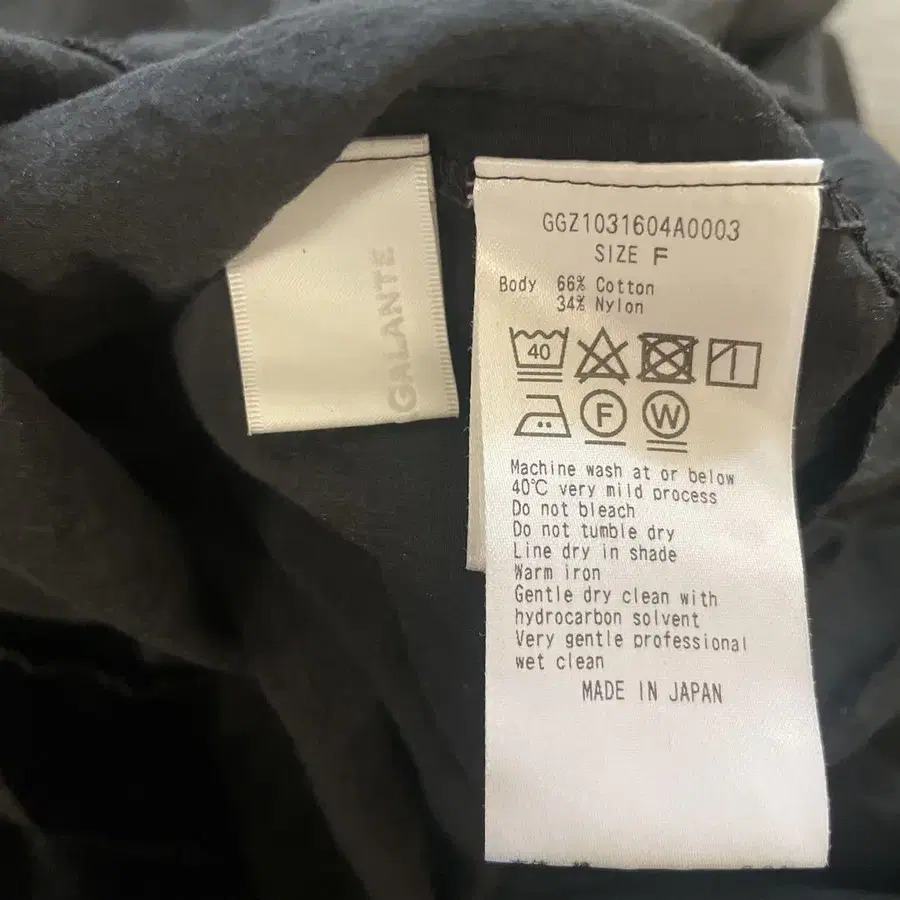 GALANTE
GGZ1031604A0003
SIZE F
Body 66% Cotton
34% Nylon
40
F W
Machine wash at or below
40℃ very mild process
Do not bleach
Do not tumble dry
Line dry in shade
Warm iron
Gentle dry clean with
hydrocarbon solvent
Very gentle professional
wet clean
MADE IN JAPAN